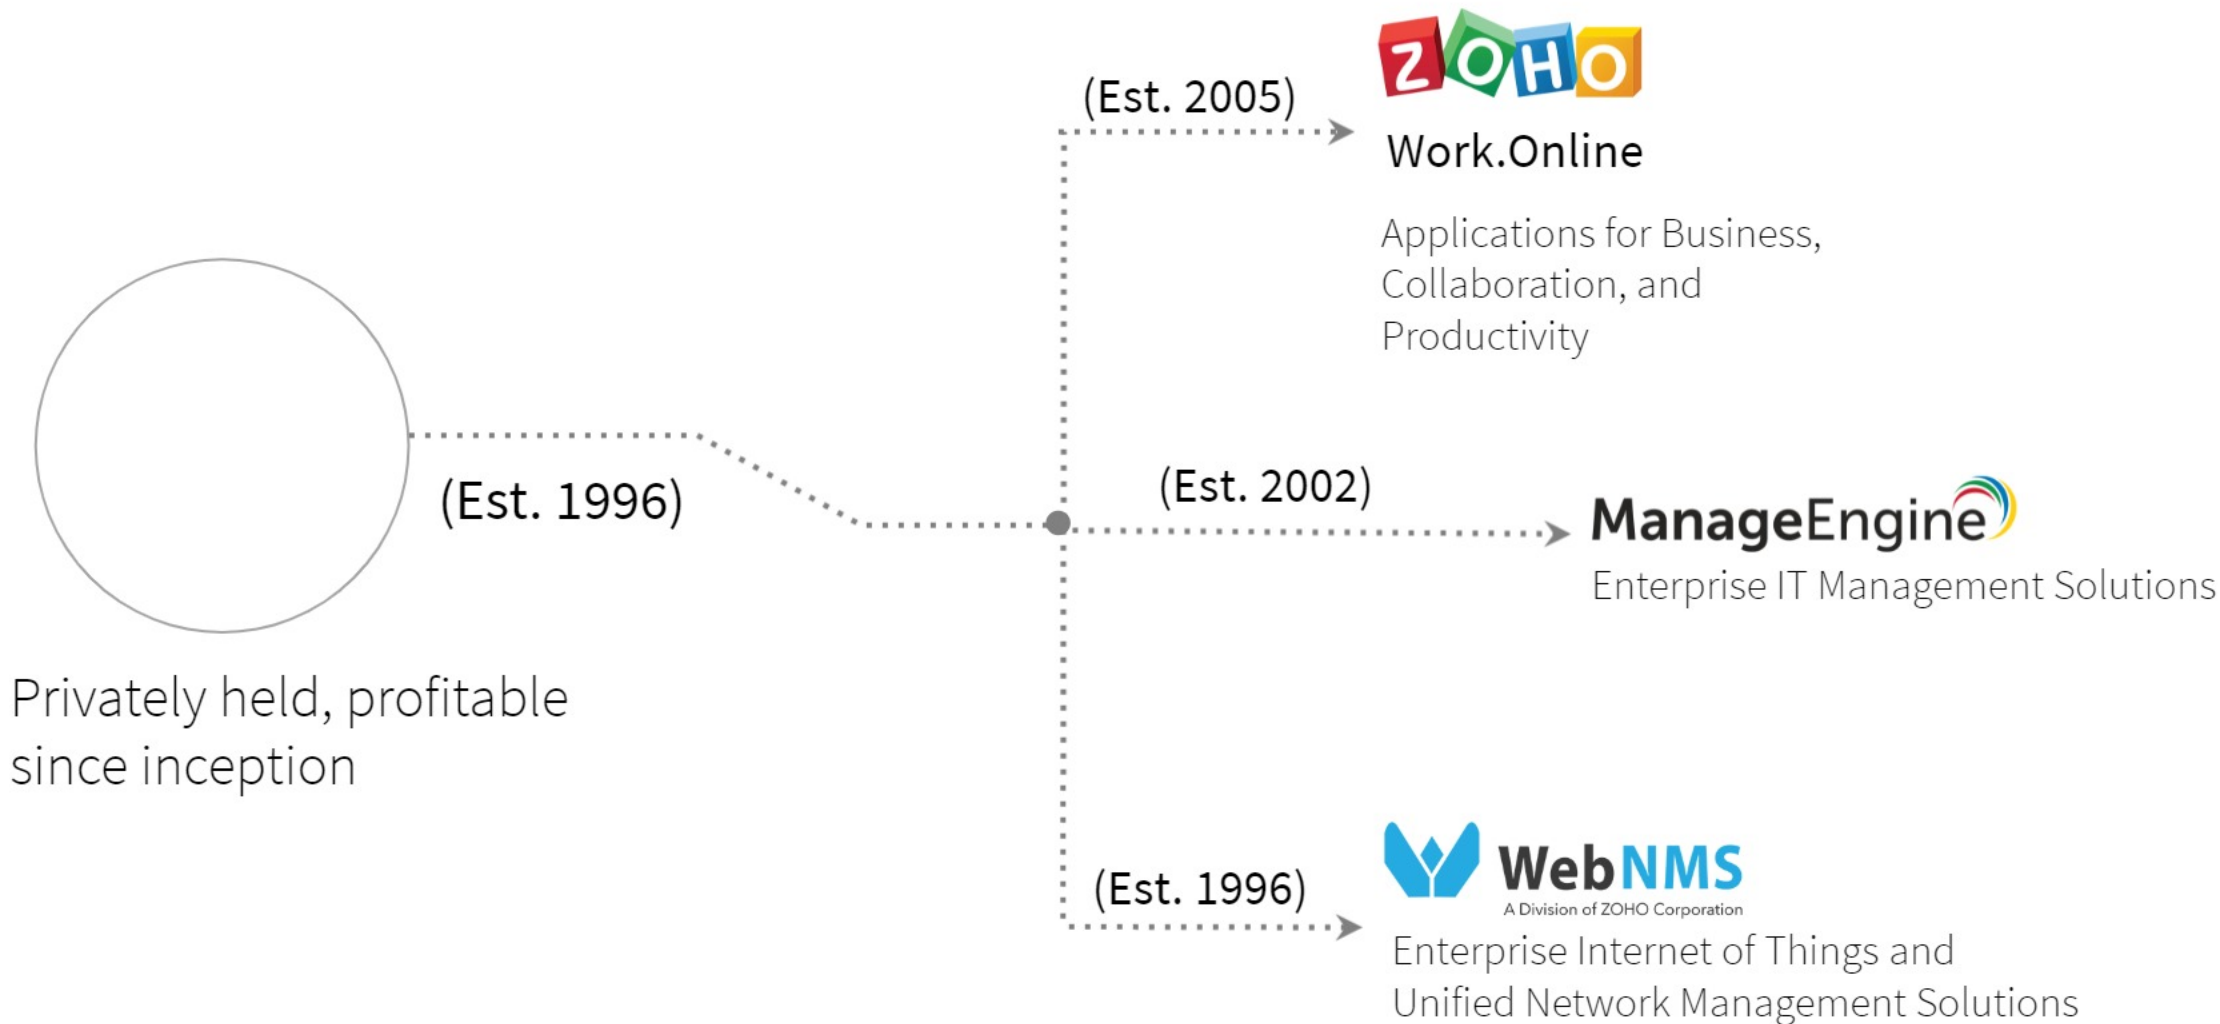 (Est. 1996)
Privately held, profitable
since inception
(Est. 2005)
ZOHO
Work.Online
Applications for Business,
Collaboration, and
Productivity
(Est. 2002)
ManageEngine
Enterprise IT Management Solutions
(Est. 1996)
WebNMS
A Division of ZOHO Corporation
Enterprise Internet of Things and
Unified Network Management Solutions